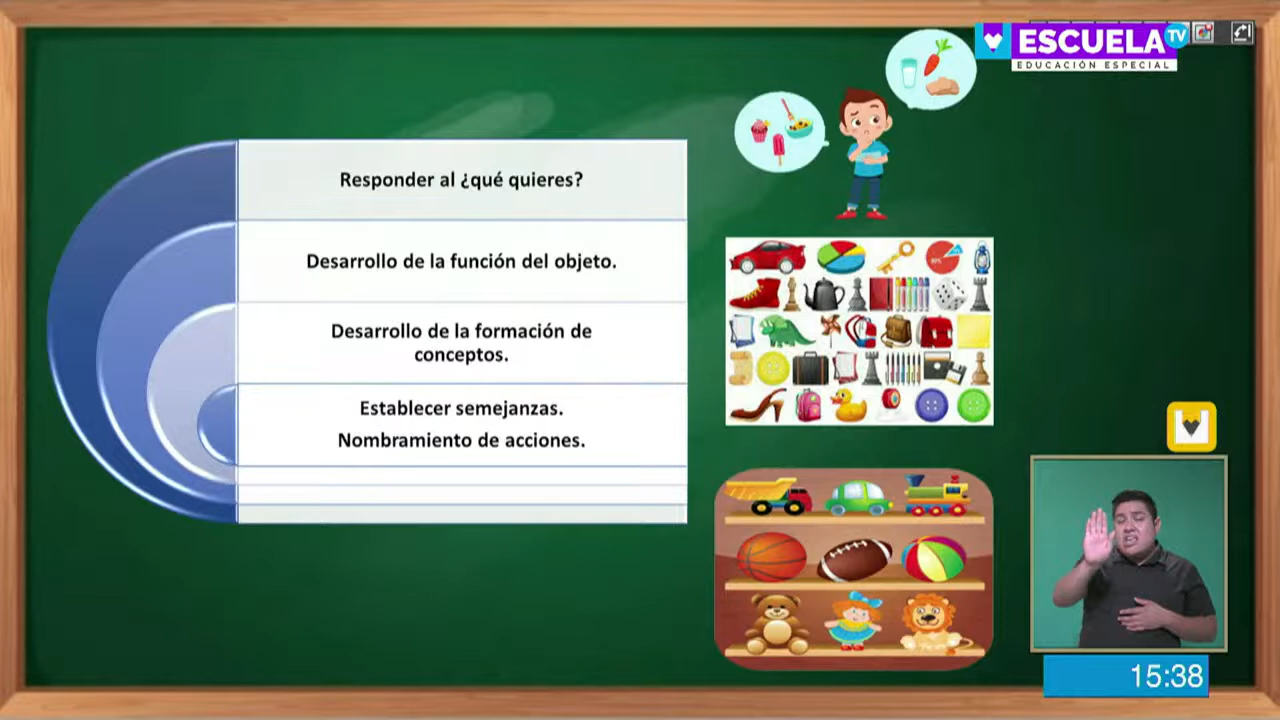 ESCUELA TV
EDUCACIÓN ESPECIAL
Responder al ¿qué quieres?
Desarrollo de la función del objeto.
Desarrollo de la formación de
conceptos.
Establecer semejanzas.
Nombramiento de acciones.
15:38